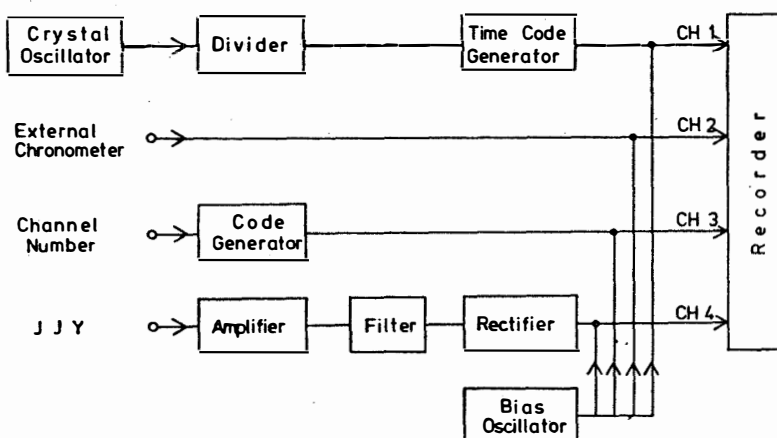 Crystal
Oscillator
Divider
Time Code
Generator
CH 1
External
Chronometer
CH 2
Channel
Number
Code
Generator
CH 3
J J Y
Amplifier
Filter
Rectifier
CH 4
Bias
Oscillator
Recorder